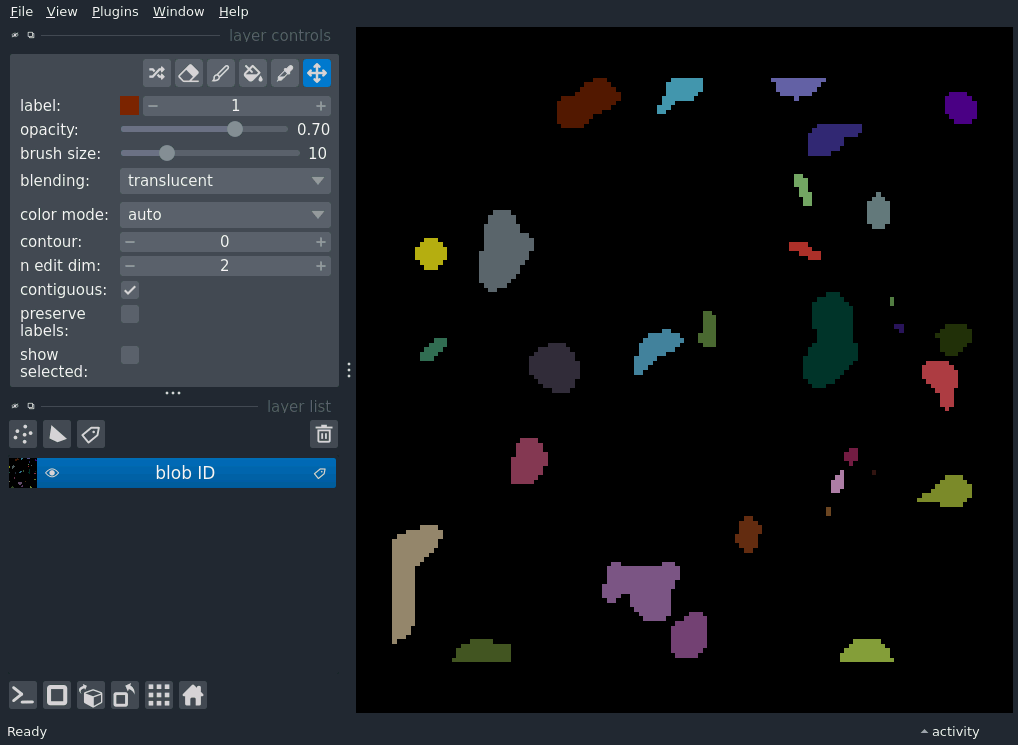 File View Plugins Window Help
layer controls
label: 1
opacity: 0.70
brush size: 10
blending: translucent
color mode: auto
contour: 0
n edit dim: 2
contiguous:
preserve
labels:
show
selected:
layer list
blob ID
Ready
activity